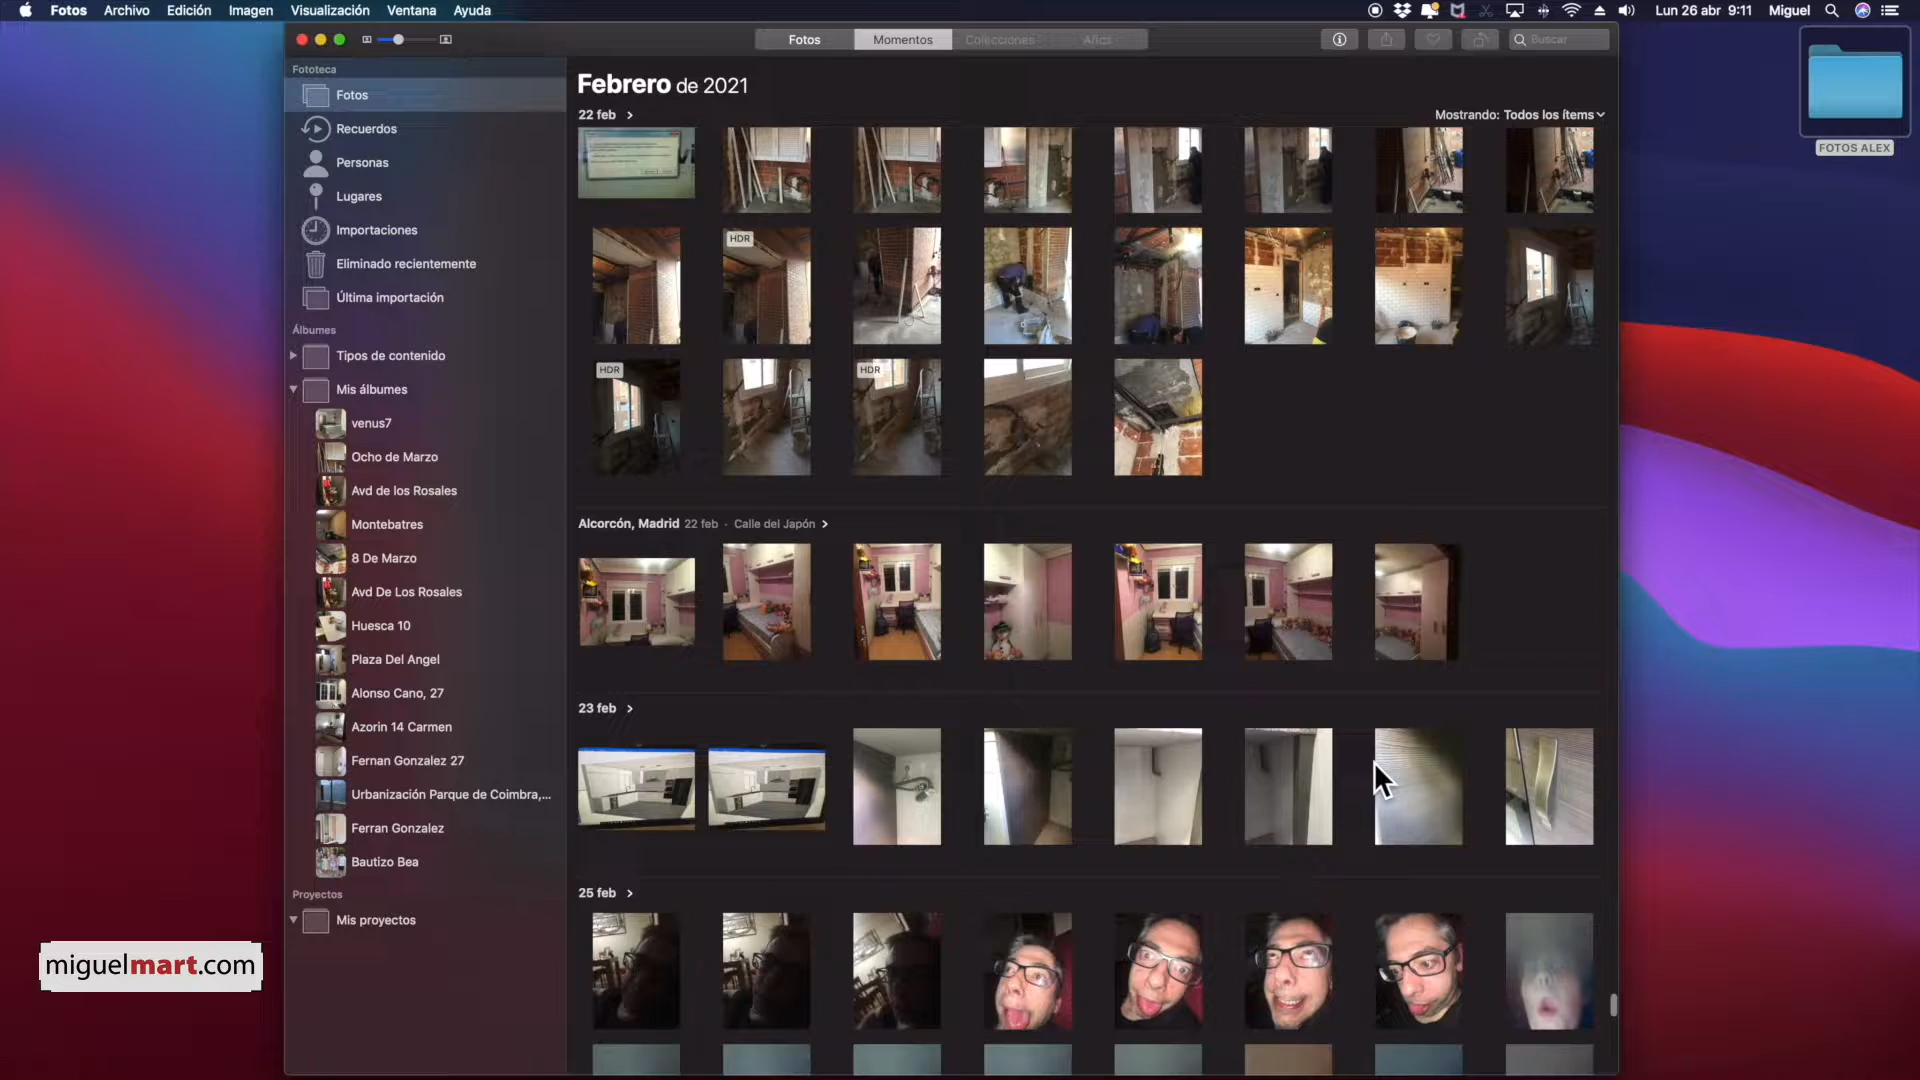 Fotos Archivo Edición Imagen Visualización Ventana Ayuda Lun 26 abr 9:11 Miguel
Fotos Momentos Colecciones Años Buscar
Fototeca
Fotos
Recuerdos
Personas
Lugares
Importaciones
Eliminado recientemente
Última importación
Álbumes
Tipos de contenido
Mis álbumes
venus7
Ocho de Marzo
Avd de los Rosales
Montebatres
8 De Marzo
Avd De Los Rosales
Huesca 10
Plaza Del Angel
Alonso Cano, 27
Azorin 14 Carmen
Fernan Gonzalez 27
Urbanización Parque de Coimbra,...
Ferran Gonzalez
Bautizo Bea
Proyectos
Mis proyectos
Febrero de 2021
22 feb > Mostrando: Todos los ítems
HDR
HDR
HDR
Alcorcón, Madrid 22 feb · Calle del Japón >
23 feb >
25 feb >
FOTOS ALEX
miguelmart.com